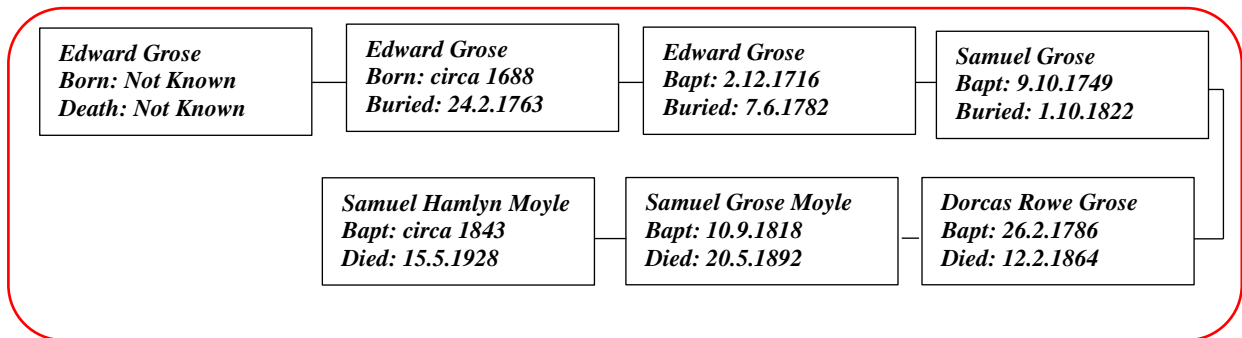 Edward Grose
Born: Not Known
Death: Not Known
Edward Grose
Born: circa 1688
Buried: 24.2.1763
Edward Grose
Bapt: 2.12.1716
Buried: 7.6.1782
Samuel Grose
Bapt: 9.10.1749
Buried: 1.10.1822
Samuel Hamlyn Moyle
Bapt: circa 1843
Died: 15.5.1928
Samuel Grose Moyle
Bapt: 10.9.1818
Died: 20.5.1892
Dorcas Rowe Grose
Bapt: 26.2.1786
Died: 12.2.1864